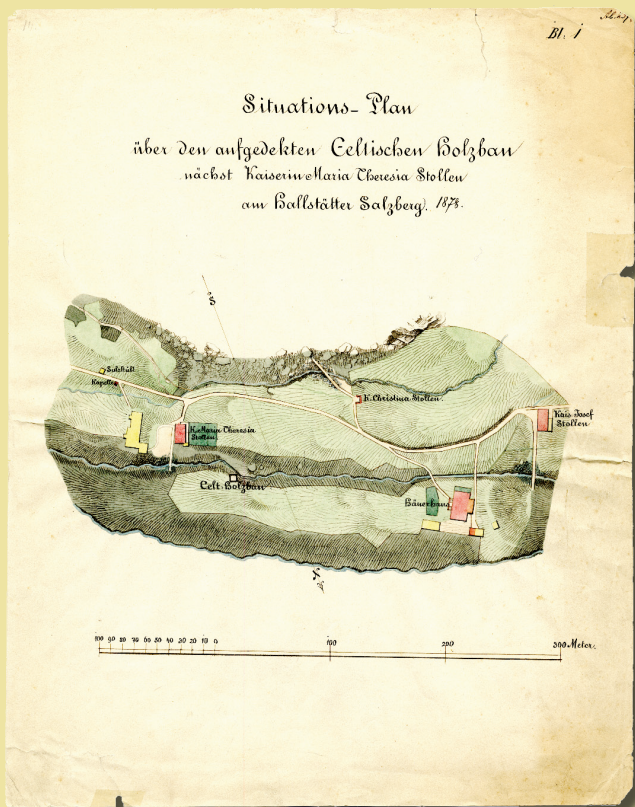 Bl. 1
Situations-Plan
über den aufgedekten Celtischen Holzbau
nächst Kaiserin Maria Theresia Stollen
am Hallstätter Salzberg. 1878.
Sulzstüb
Kapelle
K. Maria Theresia
Stollen
K. Christina Stollen.
Kais Josef
Stollen
Celt. Holzbau
Bäuerhaus
100 90 80 70 60 50 40 30 20 10 0
100
200
300 Meter.